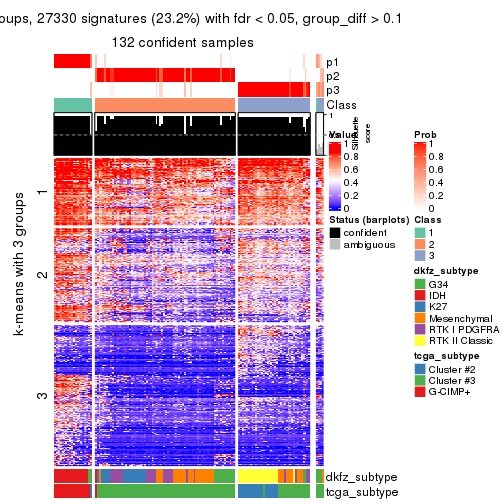 oups, 27330 signatures (23.2%) with fdr < 0.05, group_diff > 0.1
132 confident samples
p1
p2
p3
Class
1
Silhouette
score
k-means with 3 groups
1
2
3
dkfz_subtype
tcga_subtype
Value
1
0.8
0.6
0.4
0.2
0
Status (barplots)
confident
ambiguous
Prob
1
0.8
0.6
0.4
0.2
0
Class
1
2
3
dkfz_subtype
G34
IDH
K27
Mesenchymal
RTK I PDGFRA
RTK II Classic
tcga_subtype
Cluster #2
Cluster #3
G-CIMP+